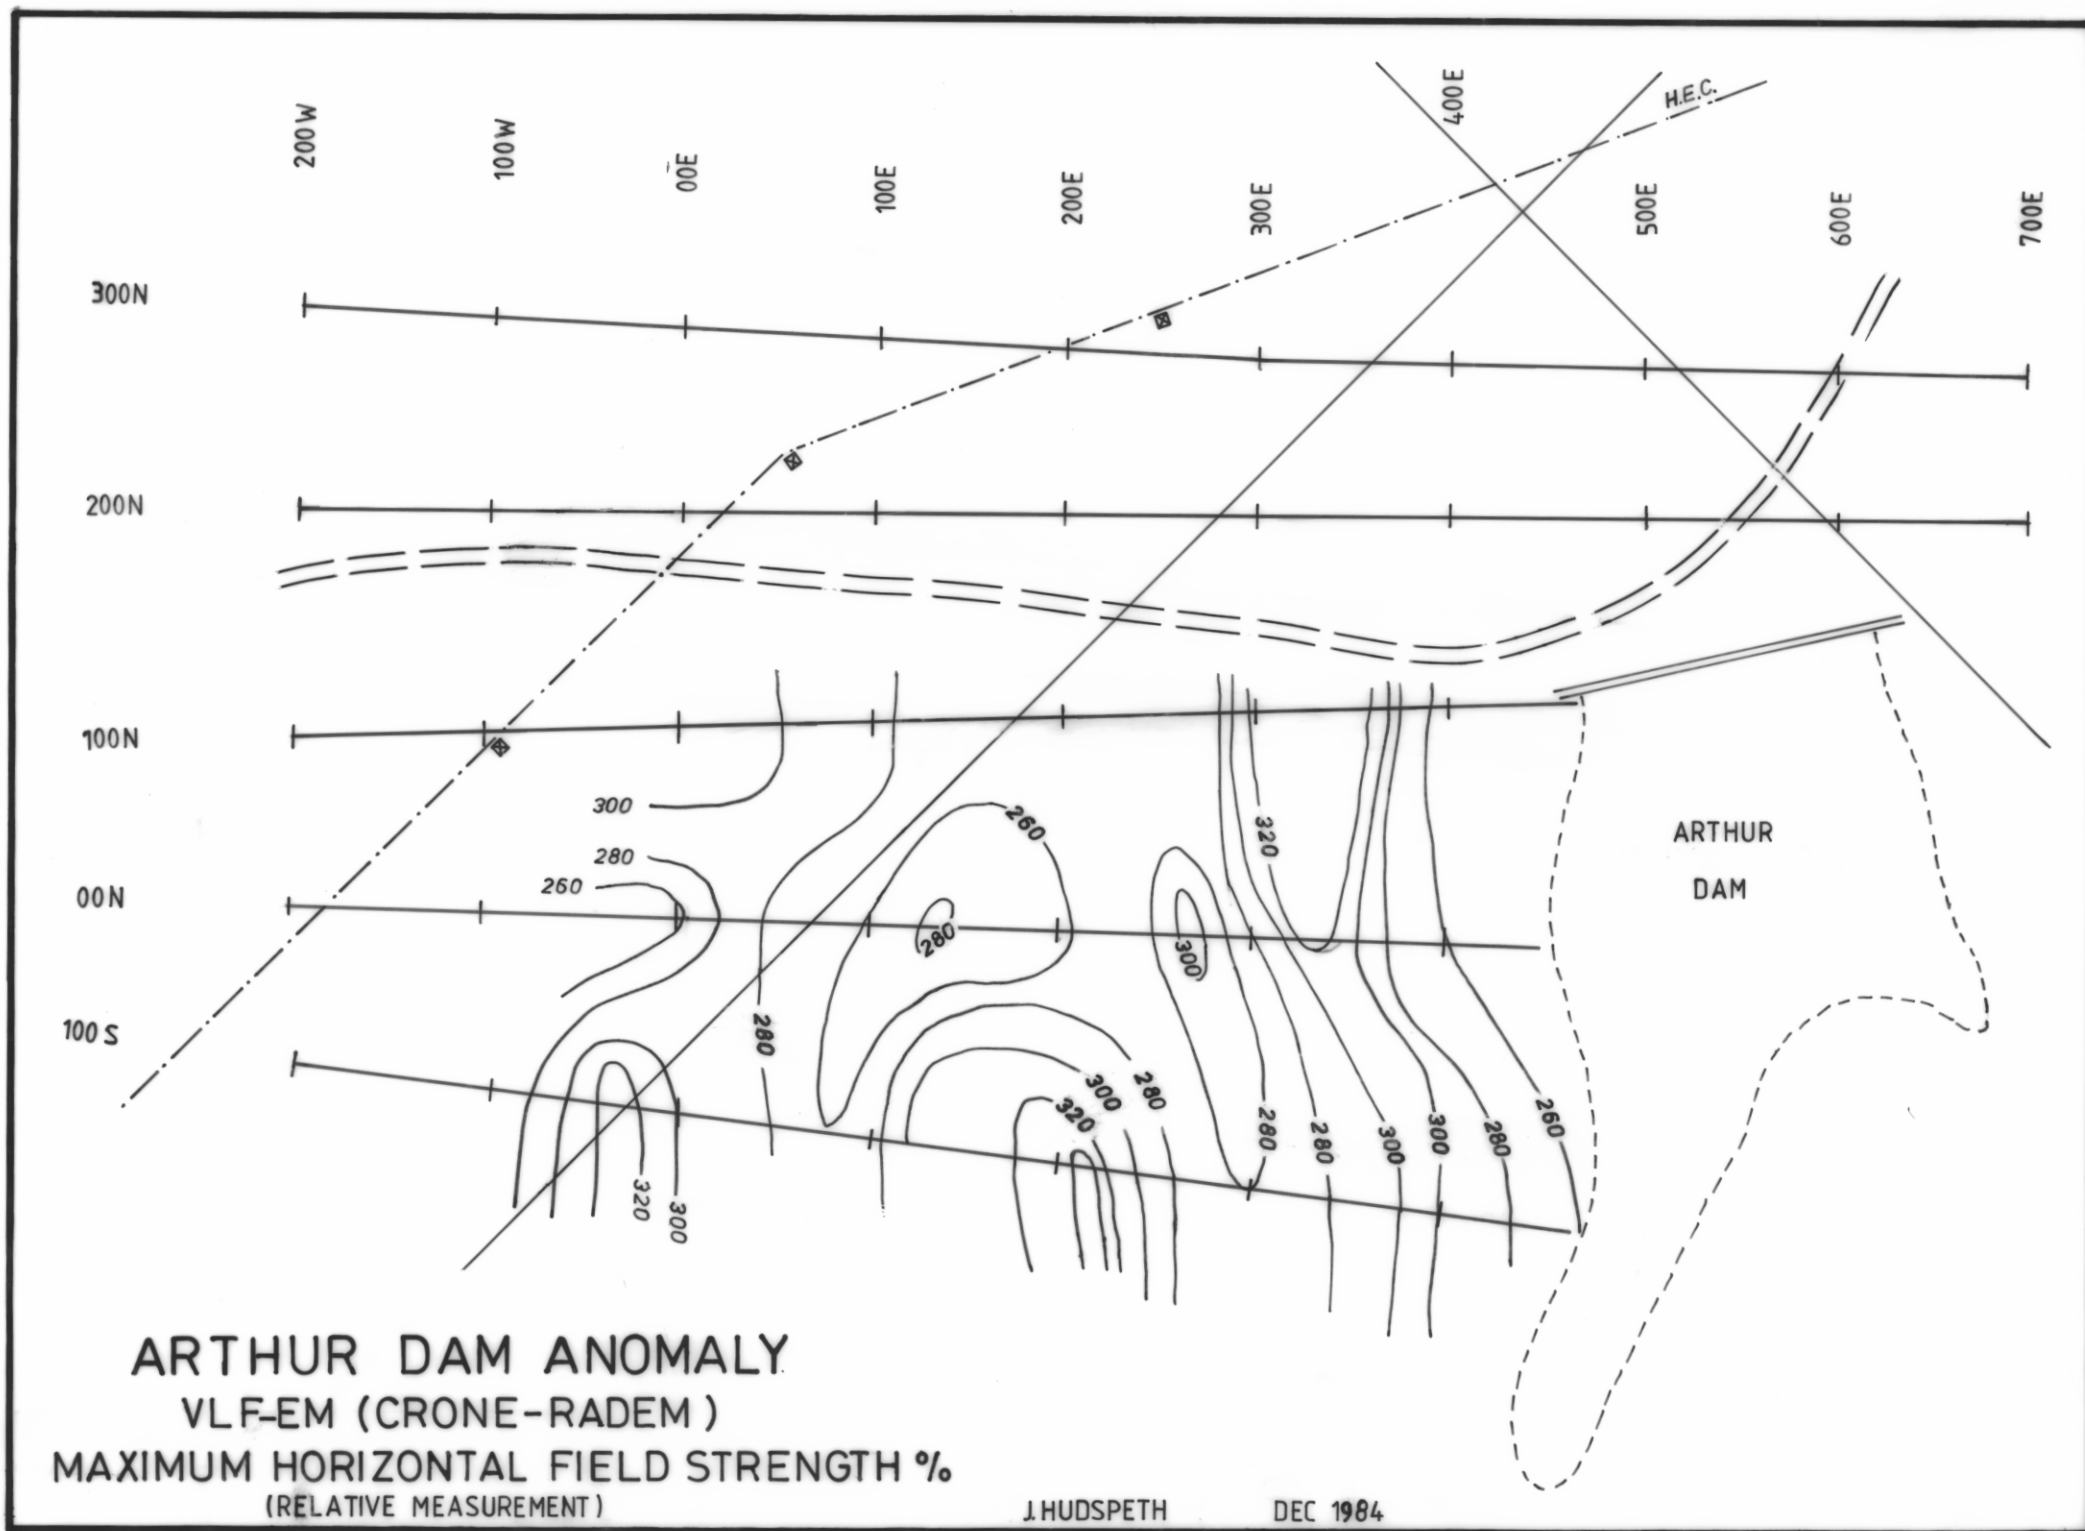 400E
H.E.C.
200W
100W
00E
100E
200E
300E
500E
600E
700E
300N
200N
100N
300
280
260
320
260
ARTHUR
DAM
00N
280
300
100S
280
320
300
280
320
300
280
280
300
300
280
260
ARTHUR DAM ANOMALY
VLF-EM (CRONE-RADEM)
MAXIMUM HORIZONTAL FIELD STRENGTH %
(RELATIVE MEASUREMENT)
J.HUDSPETH DEC 1984